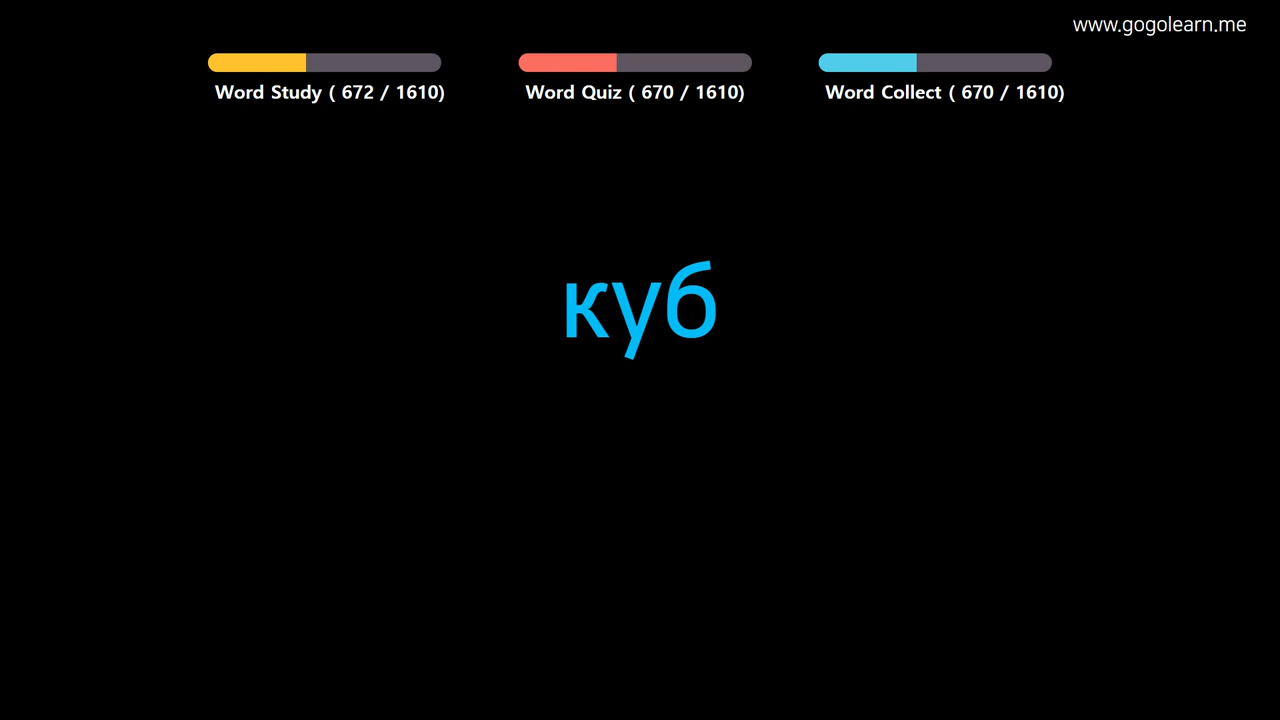 www.gogolearn.me
Word Study ( 672 / 1610)
Word Quiz ( 670 / 1610)
Word Collect ( 670 / 1610)
куб